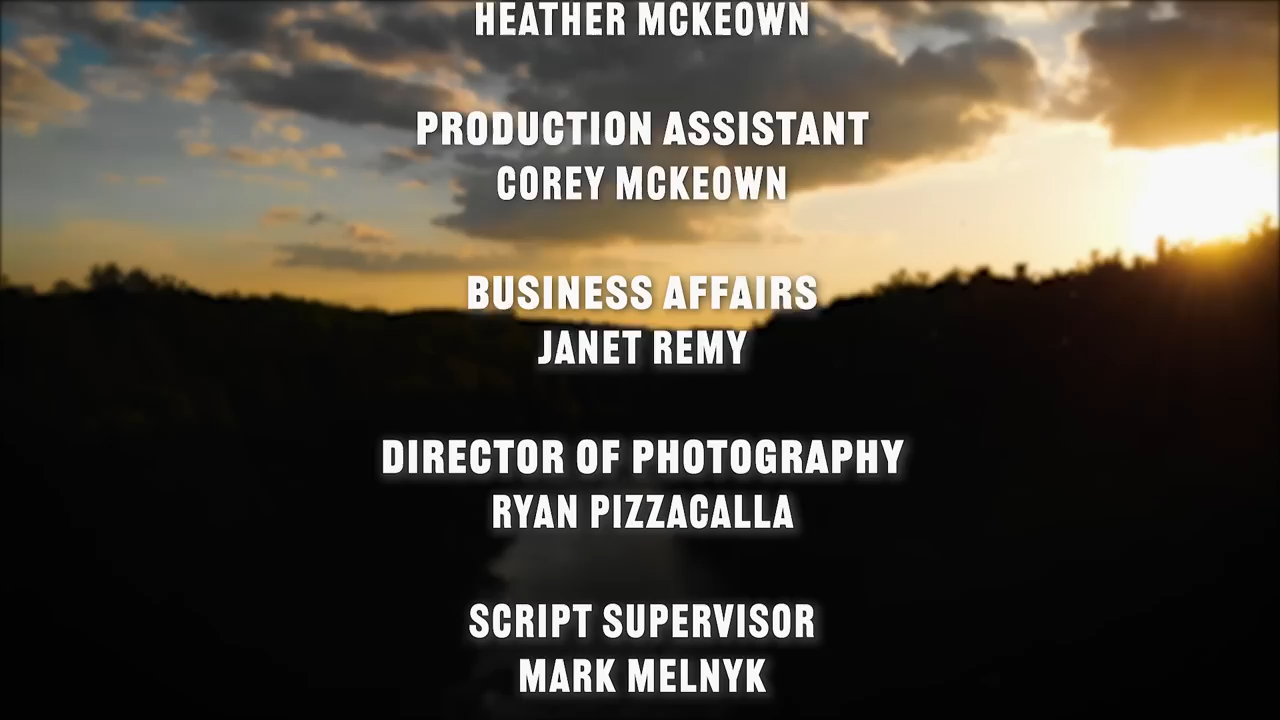 HEATHER MCKEOWN
PRODUCTION ASSISTANT
COREY MCKEOWN
BUSINESS AFFAIRS
JANET REMY
DIRECTOR OF PHOTOGRAPHY
RYAN PIZZACALLA
SCRIPT SUPERVISOR
MARK MELNYK